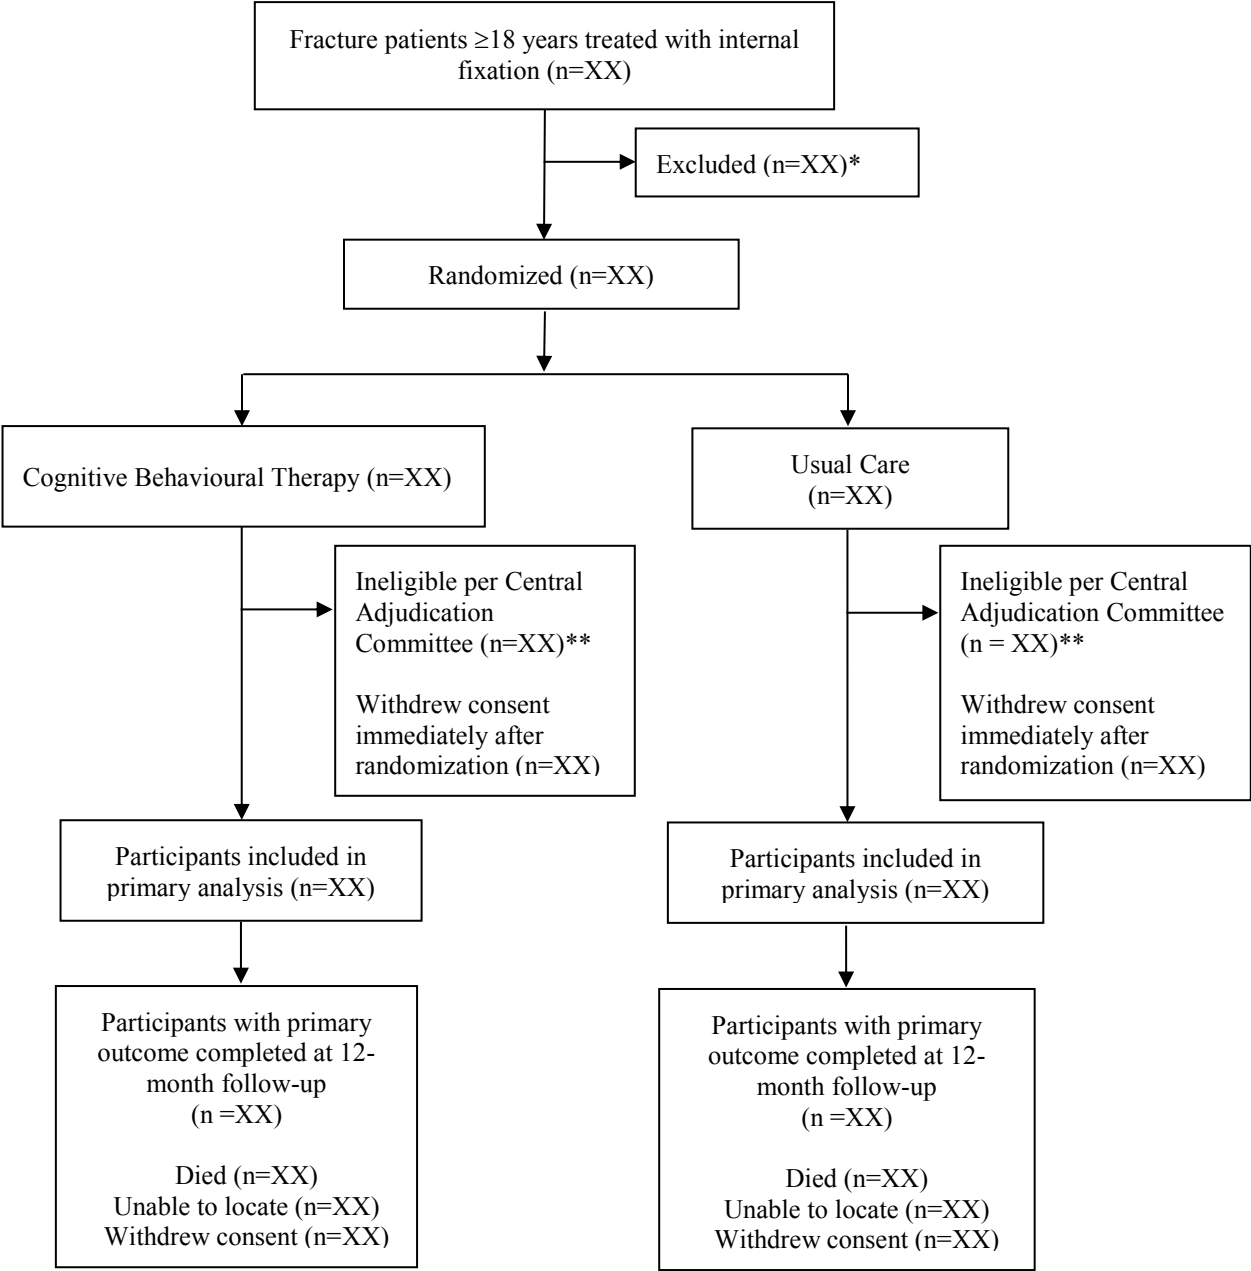 Fracture patients ≥18 years treated with internal
fixation (n=XX)
Excluded (n=XX)*
Randomized (n=XX)
Cognitive Behavioural Therapy (n=XX)
Usual Care
(n=XX)
Ineligible per Central
Adjudication
Committee (n=XX)**
Withdrew consent
immediately after
randomization (n=XX)
Ineligible per Central
Adjudication Committee
(n = XX)**
Withdrew consent
immediately after
randomization (n=XX)
Participants included in
primary analysis (n=XX)
Participants included in
primary analysis (n=XX)
Participants with primary
outcome completed at 12-
month follow-up
(n =XX)
Died (n=XX)
Unable to locate (n=XX)
Withdrew consent (n=XX)
Participants with primary
outcome completed at 12-
month follow-up
(n =XX)
Died (n=XX)
Unable to locate (n=XX)
Withdrew consent (n=XX)